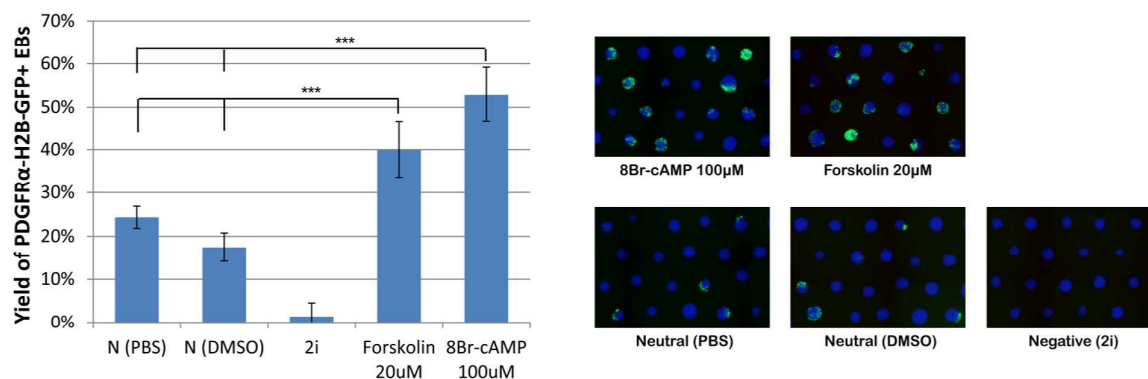 Yield of PDGFRα-H2B-GFP+ EBs
70%
60%
50%
40%
30%
20%
10%
0%
***
***
N (PBS)
N (DMSO)
2i
Forskolin
20uM
8Br-cAMP
100uM
8Br-cAMP 100µM
Forskolin 20µM
Neutral (PBS)
Neutral (DMSO)
Negative (2i)